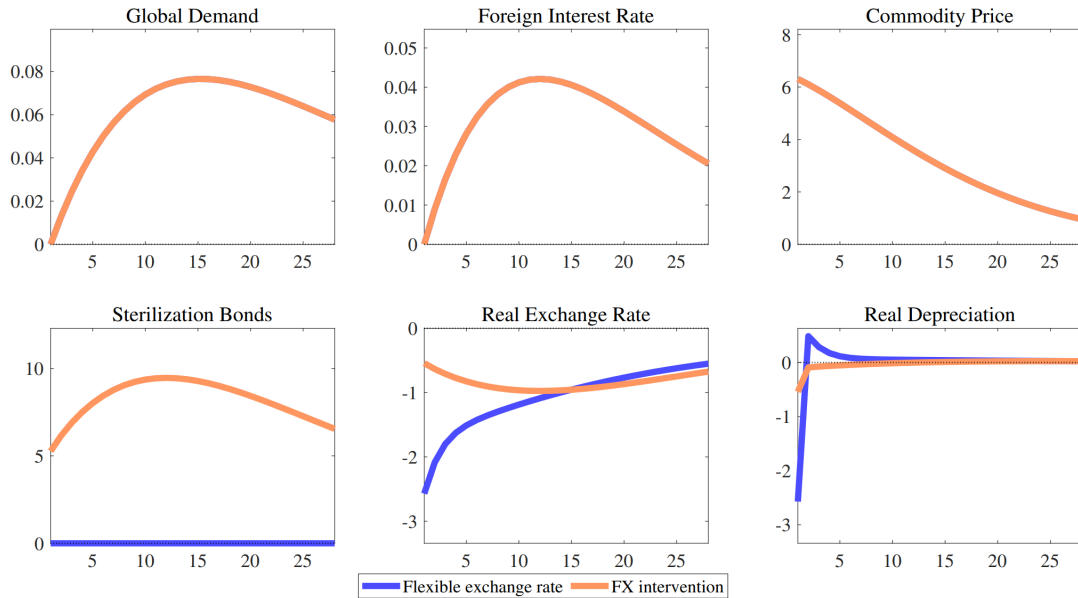 Global Demand
0.08
0.06
0.04
0.02
0
5 10 15 20 25
Foreign Interest Rate
0.05
0.04
0.03
0.02
0.01
0
5 10 15 20 25
Commodity Price
8
6
4
2
0
5 10 15 20 25
Sterilization Bonds
10
5
0
5 10 15 20 25
Real Exchange Rate
0
-1
-2
-3
5 10 15 20 25
Real Depreciation
0
-1
-2
-3
5 10 15 20 25
Flexible exchange rate FX intervention